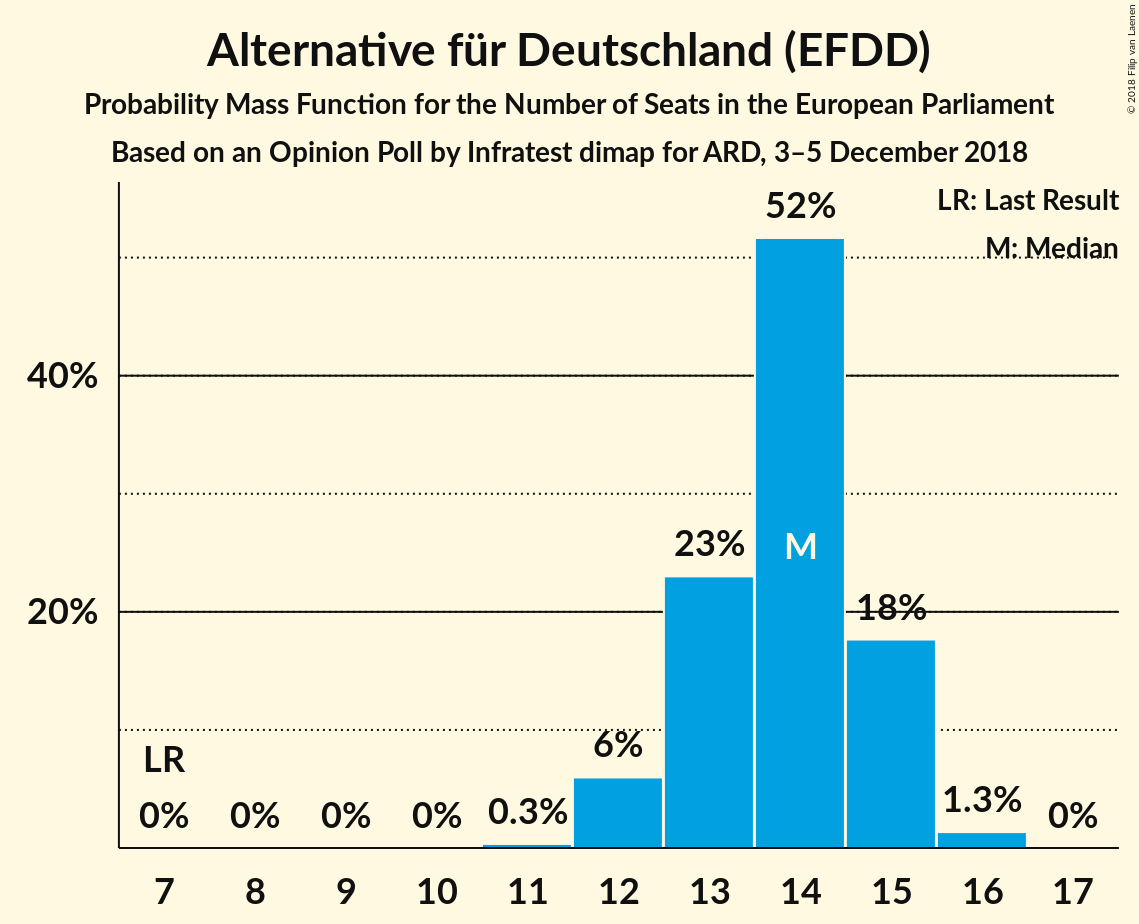 Alternative für Deutschland (EFDD)
Probability Mass Function for the Number of Seats in the European Parliament
Based on an Opinion Poll by Infratest dimap for ARD, 3–5 December 2018
© 2018 Filip van Laenen
LR: Last Result
M: Median
52%
40%
23%
M
20%
18%
LR
6%
0%
0%
0%
0%
0.3%
1.3%
0%
7 8 9 10 11 12 13 14 15 16 17